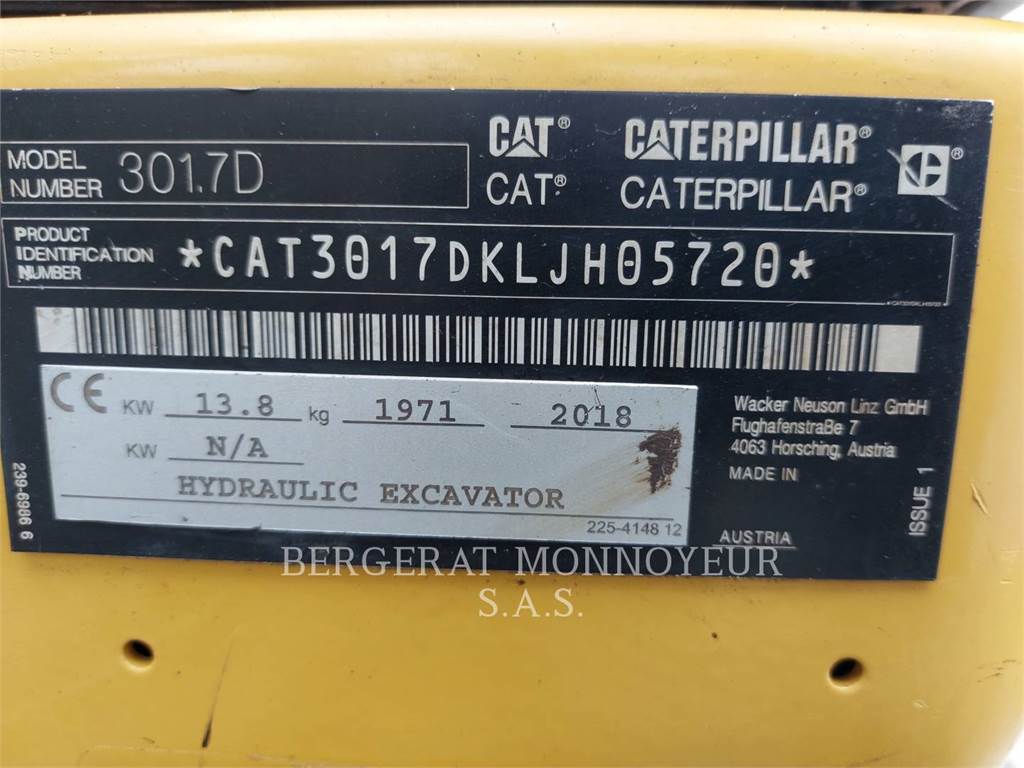 CAT® CATERPILLAR®
CAT® CATERPILLAR®
MODEL NUMBER 301.7D
PRODUCT IDENTIFICATION NUMBER *CAT3017DKLJH05720*
CE KW 13.8 kg 1971 2018
KW N/A
HYDRAULIC EXCAVATOR
225-4148 12
Wacker Neuson Linz GmbH
Flughafenstraße 7
4063 Horsching, Austria
MADE IN
AUSTRIA
239-6986 6
ISSUE 1
BERGERAT MONNOYEUR
S.A.S.